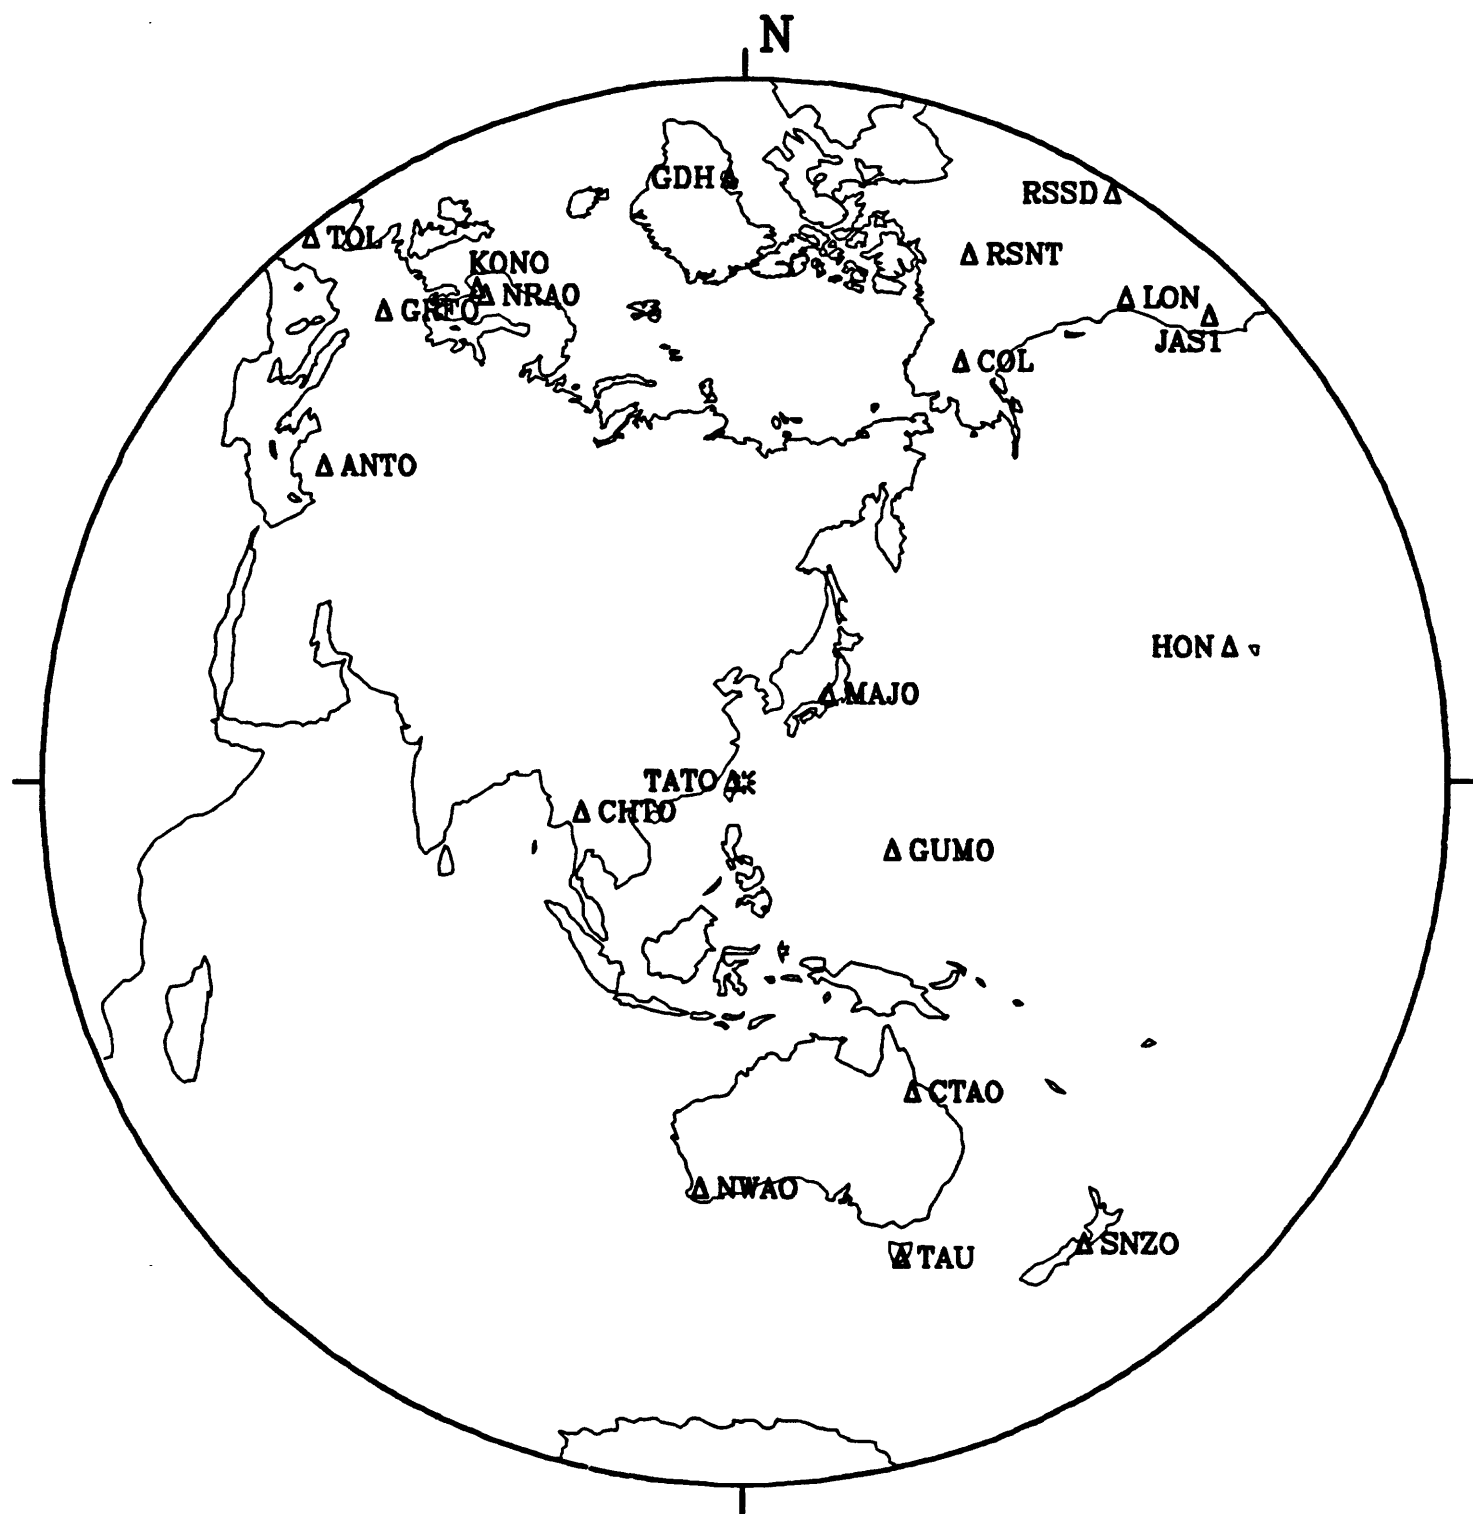 N
GDH
RSSD
TOL
RSNT
KONO
NRAO
GRFO
LON
JAS1
COL
ANTO
HON
MAJO
TATO
CHTO
GUMO
CTAO
NWAO
TAU
SNZO